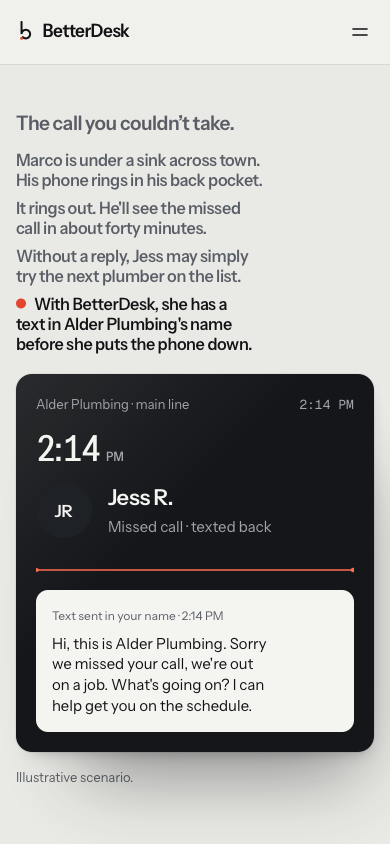 BetterDesk
The call you couldn’t take.
Marco is under a sink across town.
His phone rings in his back pocket.
It rings out. He'll see the missed
call in about forty minutes.
Without a reply, Jess may simply
try the next plumber on the list.
With BetterDesk, she has a
text in Alder Plumbing's name
before she puts the phone down.
Alder Plumbing · main line
2:14 PM
2:14 PM
JR
Jess R.
Missed call · texted back
Text sent in your name · 2:14 PM
Hi, this is Alder Plumbing. Sorry
we missed your call, we're out
on a job. What's going on? I can
help get you on the schedule.
Illustrative scenario.